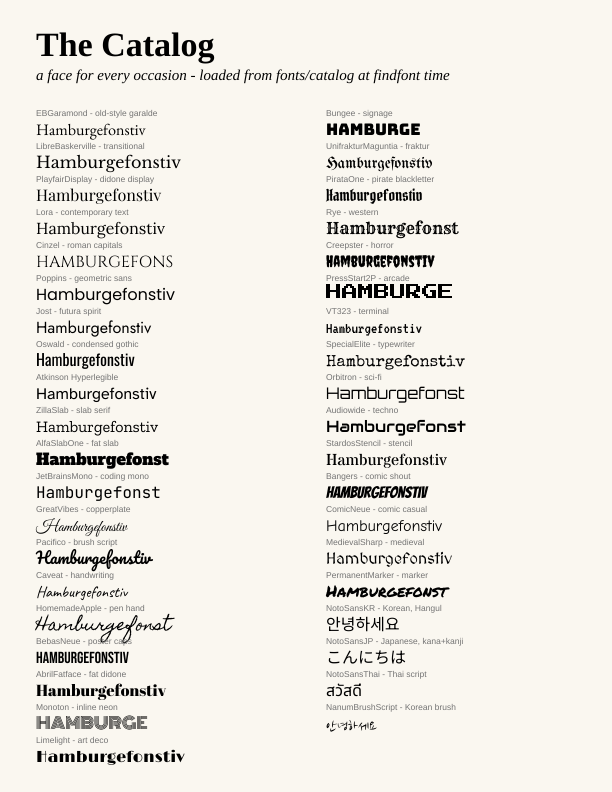 The Catalog
a face for every occasion - loaded from fonts/catalog at findfont time
EBGaramond - old-style garalde
Hamburgefonstiv
LibreBaskerville - transitional
Hamburgefonstiv
PlayfairDisplay - didone display
Hamburgefonstiv
Lora - contemporary text
Hamburgefonstiv
Cinzel - roman capitals
HAMBURGEFONS
Poppins - geometric sans
Hamburgefonstiv
Jost - futura spirit
Hamburgefonstiv
Oswald - condensed gothic
Hamburgefonstiv
Atkinson Hyperlegible
Hamburgefonstiv
ZillaSlab - slab serif
Hamburgefonstiv
AlfaSlabOne - fat slab
Hamburgefonst
JetBrainsMono - coding mono
Hamburgefonst
GreatVibes - copperplate
Hamburgefonstiv
Pacifico - brush script
Hamburgefonstiv
Caveat - handwriting
Hamburgefonstiv
HomemadeApple - pen hand
Hamburgefonst
BebasNeue - poster caps
HAMBURGEFONSTIV
AbrilFatface - fat didone
Hamburgefonstiv
Monoton - inline neon
HAMBURGE
Limelight - art deco
Hamburgefonstiv
Bungee - signage
HAMBURGE
UnifrakturMaguntia - fraktur
Hamburgefonstiv
PirataOne - pirate blackletter
Hamburgefonstiv
Rye - western
Hamburgefonst
Creepster - horror
HAMBURGEFONSTIV
PressStart2P - arcade
HAMBURGE
VT323 - terminal
Hamburgefonstiv
SpecialElite - typewriter
Hamburgefonstiv
Orbitron - sci-fi
Hamburgefonst
Audiowide - techno
Hamburgefonst
StardosStencil - stencil
Hamburgefonstiv
Bangers - comic shout
HAMBURGEFONSTIV
ComicNeue - comic casual
Hamburgefonstiv
MedievalSharp - medieval
Hamburgefonstiv
PermanentMarker - marker
HAMBURGEFONST
NotoSansKR - Korean, Hangul
안녕하세요
NotoSansJP - Japanese, kana+kanji
こんにちは
NotoSansThai - Thai script
สวัสดี
NanumBrushScript - Korean brush
안녕하세요